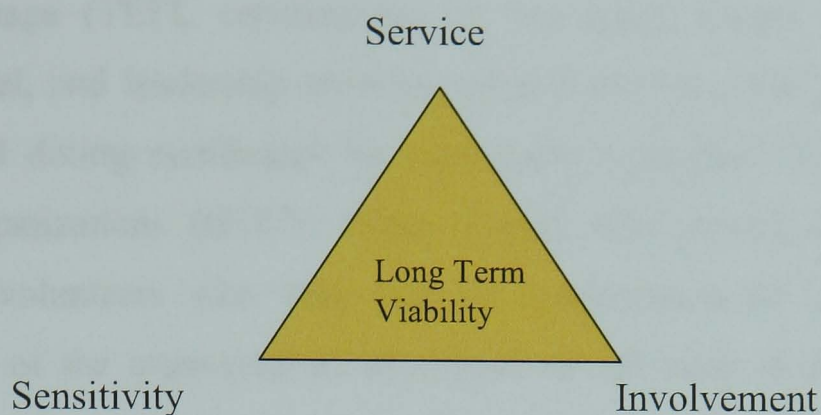 Service
Long Term
Viability
Sensitivity
Involvement